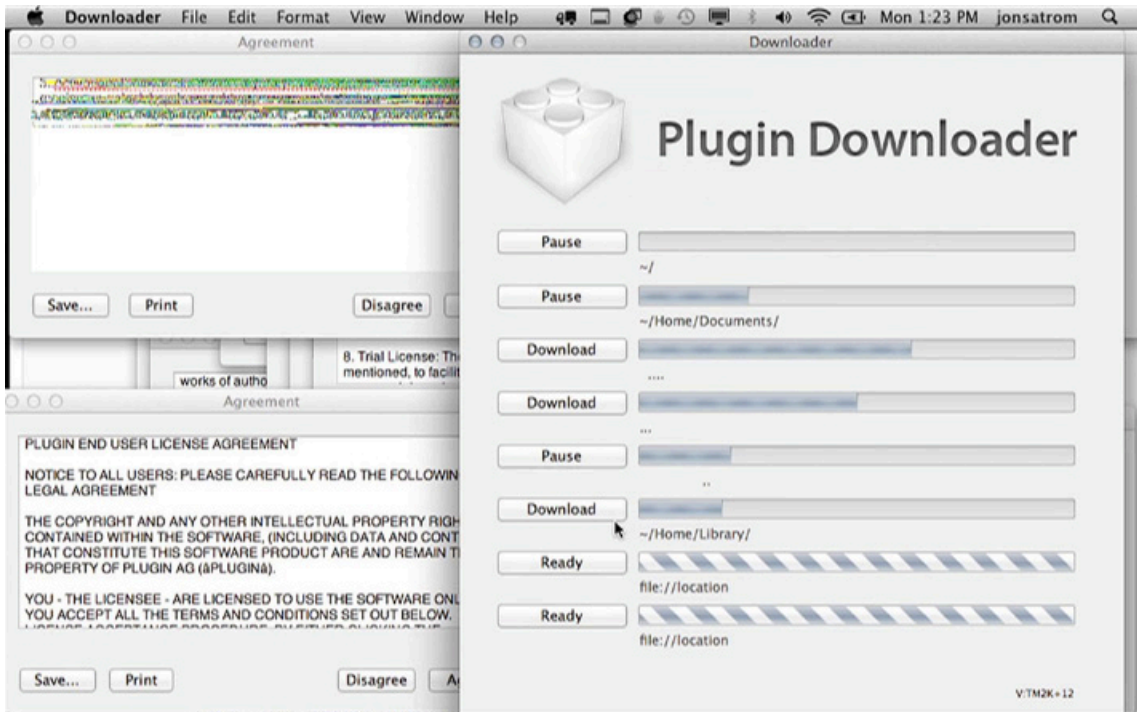 Downloader File Edit Format View Window Help Mon 1:23 PM jonsatrom
Agreement
Save... Print Disagree
works of autho
8. Trial License: Th
mentioned, to facilit
Agreement
PLUGIN END USER LICENSE AGREEMENT
NOTICE TO ALL USERS: PLEASE CAREFULLY READ THE FOLLOWIN
LEGAL AGREEMENT
THE COPYRIGHT AND ANY OTHER INTELLECTUAL PROPERTY RIGH
CONTAINED WITHIN THE SOFTWARE, (INCLUDING DATA AND CONT
THAT CONSTITUTE THIS SOFTWARE PRODUCT ARE AND REMAIN T
PROPERTY OF PLUGIN AG (âPLUGINâ).
YOU - THE LICENSEE - ARE LICENSED TO USE THE SOFTWARE ONL
YOU ACCEPT ALL THE TERMS AND CONDITIONS SET OUT BELOW.
Save... Print Disagree A
Downloader
Plugin Downloader
Pause
~/
Pause
~/Home/Documents/
Download
....
Download
...
Pause
..
Download
~/Home/Library/
Ready
file://location
Ready
file://location
V:TM2K+12